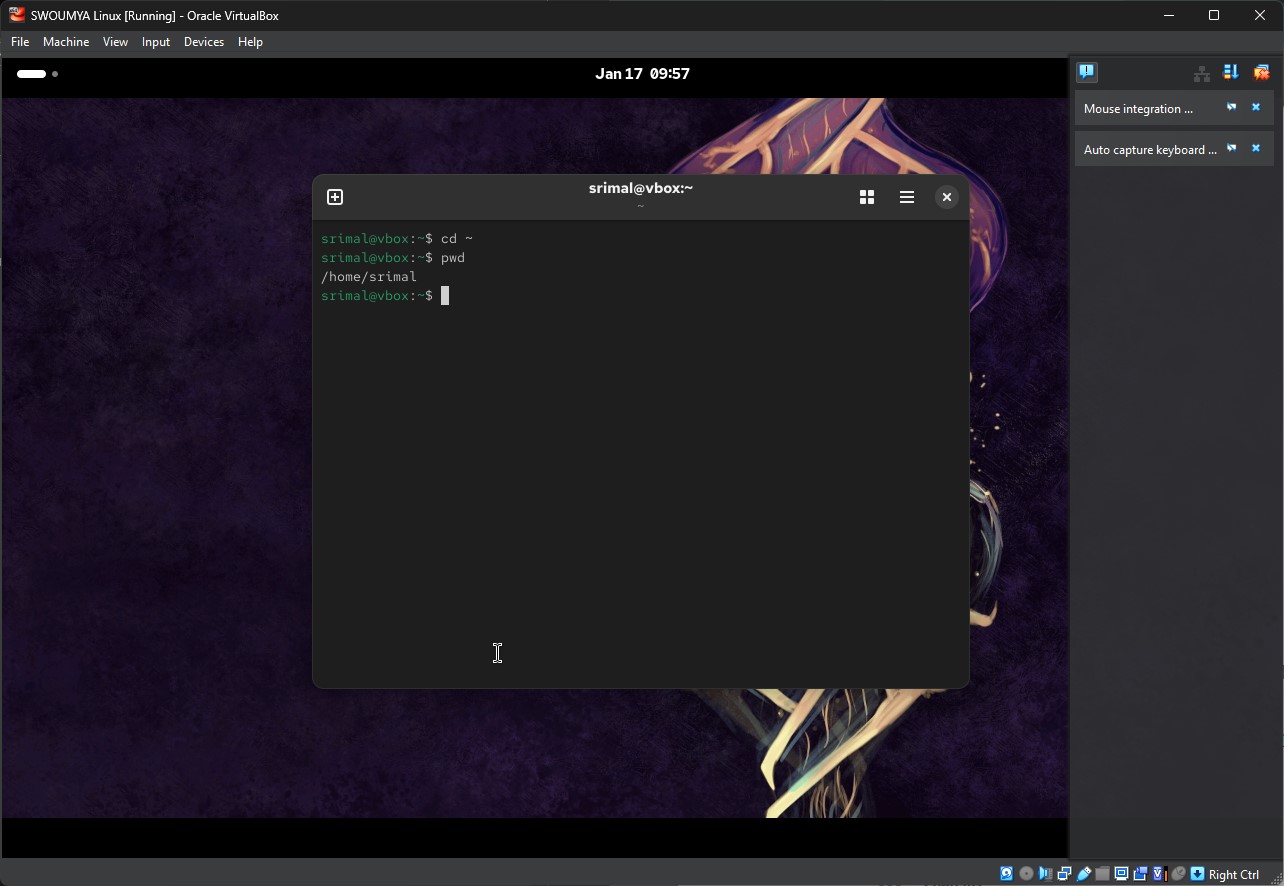 SWOUMYA Linux [Running] - Oracle VirtualBox
File Machine View Input Devices Help
Jan 17 09:57
Mouse integration ...
Auto capture keyboard ...
srimal@vbox:~
~
srimal@vbox:~$ cd ~
srimal@vbox:~$ pwd
/home/srimal
srimal@vbox:~$
Right Ctrl